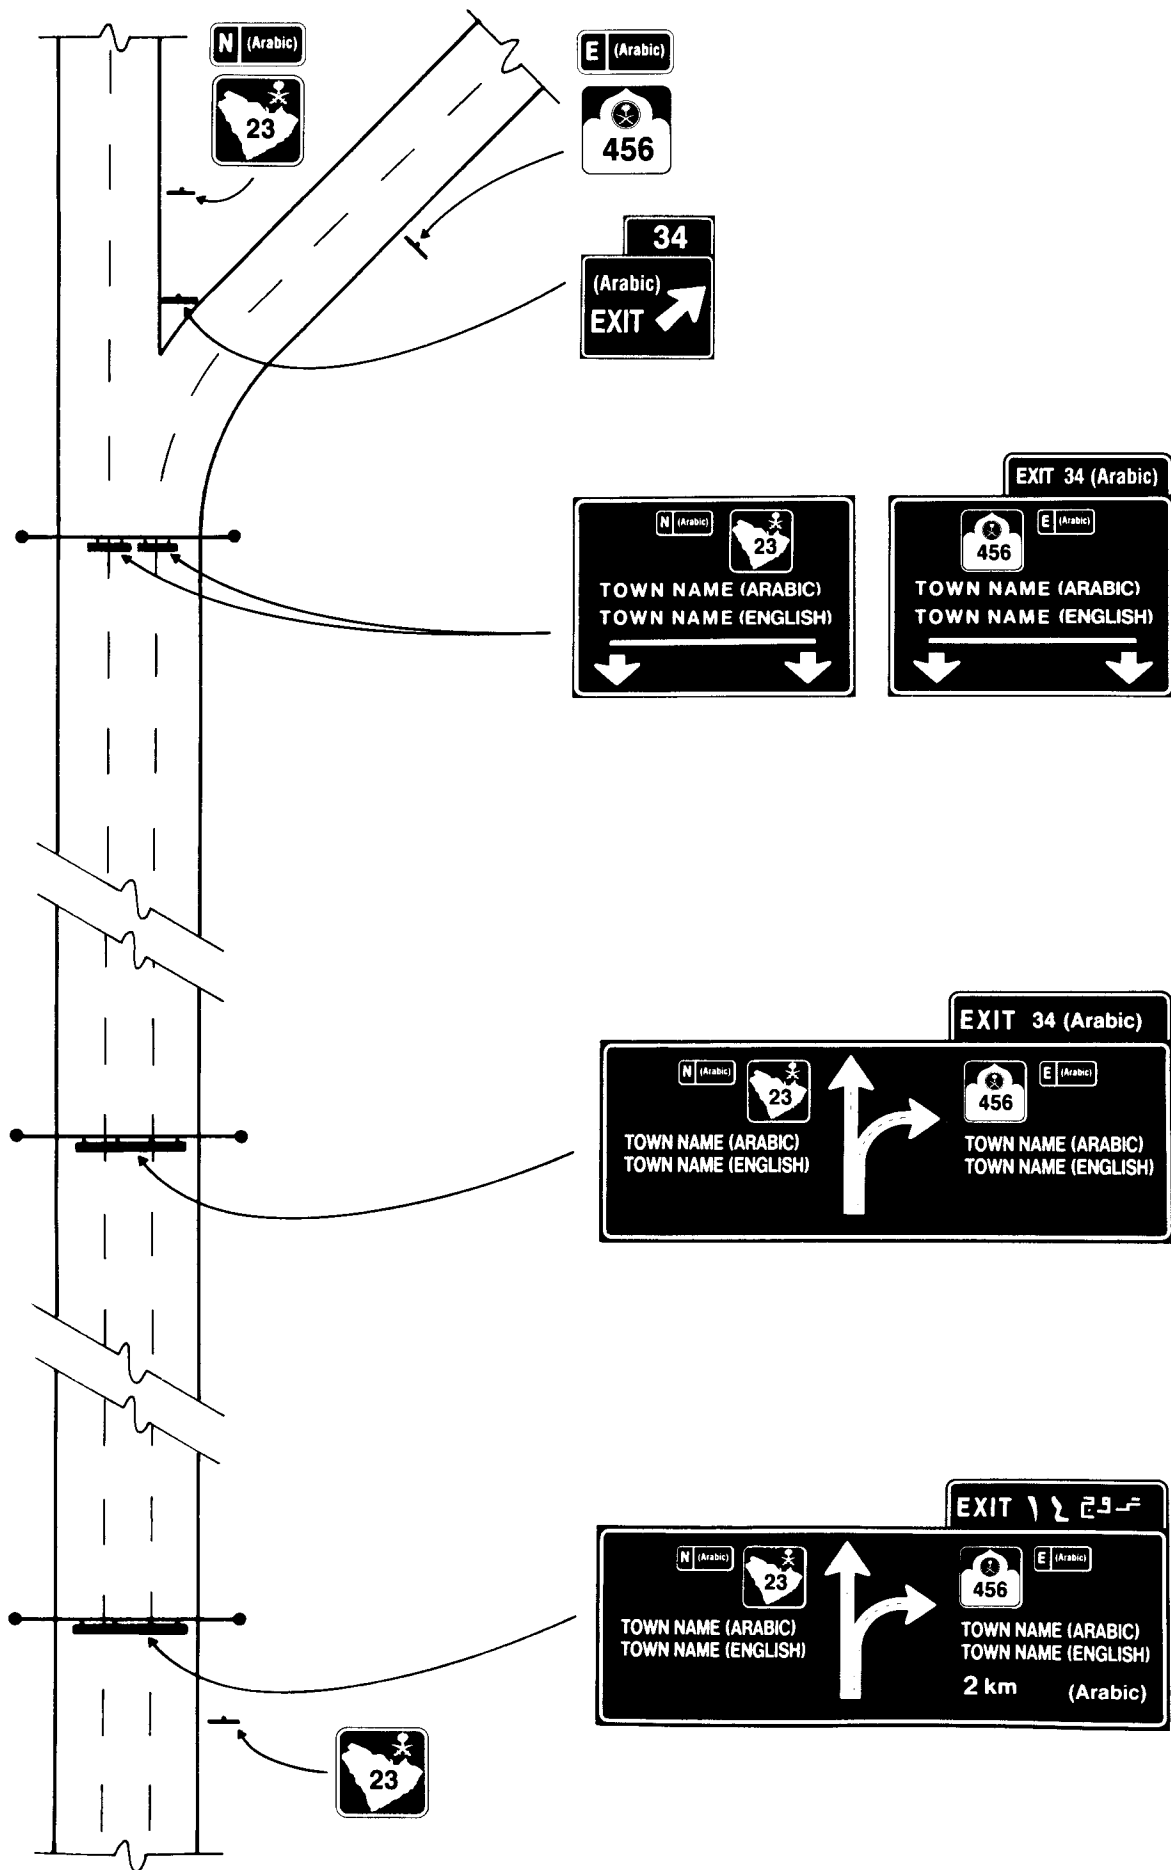 N (Arabic)
23
E (Arabic)
456
34
(Arabic)
EXIT
EXIT 34 (Arabic)
N (Arabic)
23
TOWN NAME (ARABIC)
TOWN NAME (ENGLISH)
456
E (Arabic)
TOWN NAME (ARABIC)
TOWN NAME (ENGLISH)
EXIT 34 (Arabic)
N (Arabic)
23
TOWN NAME (ARABIC)
TOWN NAME (ENGLISH)
456
E (Arabic)
TOWN NAME (ARABIC)
TOWN NAME (ENGLISH)
EXIT ١٤
N (Arabic)
23
TOWN NAME (ARABIC)
TOWN NAME (ENGLISH)
456
E (Arabic)
TOWN NAME (ARABIC)
TOWN NAME (ENGLISH)
2 km (Arabic)
23